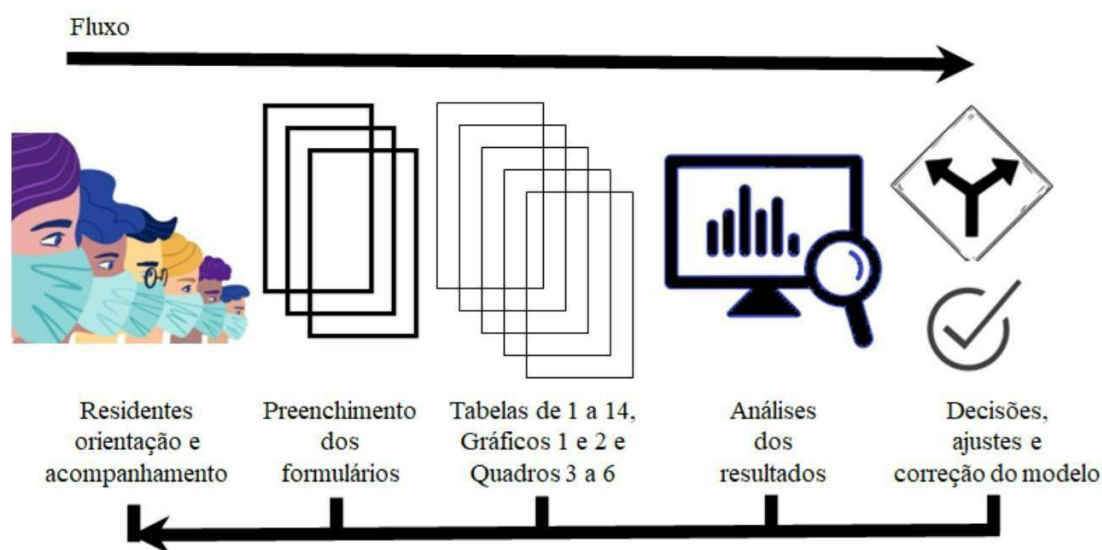 Fluxo
Residentes
orientação e
acompanhamento
Preenchimento
dos
formulários
Tabelas de 1 a 14,
Gráficos 1 e 2 e
Quadros 3 a 6
Análises
dos
resultados
Decisões,
ajustes e
correção do modelo